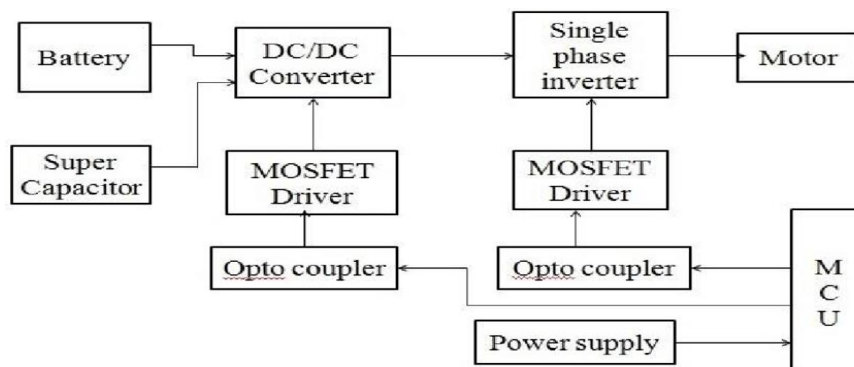 Battery
DC/DC
Converter
Single
phase
inverter
Motor
Super
Capacitor
MOSFET
Driver
MOSFET
Driver
Opto coupler
Opto coupler
M
C
U
Power supply